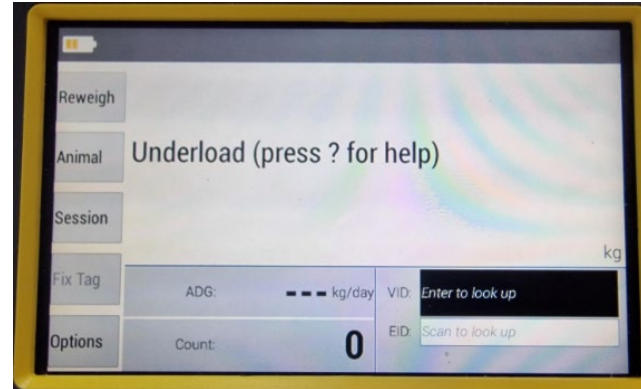 Reweigh
Animal
Underload (press ? for help)
Session
kg
Fix Tag
ADG: --- kg/day
VID: Enter to look up
EID: Scan to look up
Options
Count: 0